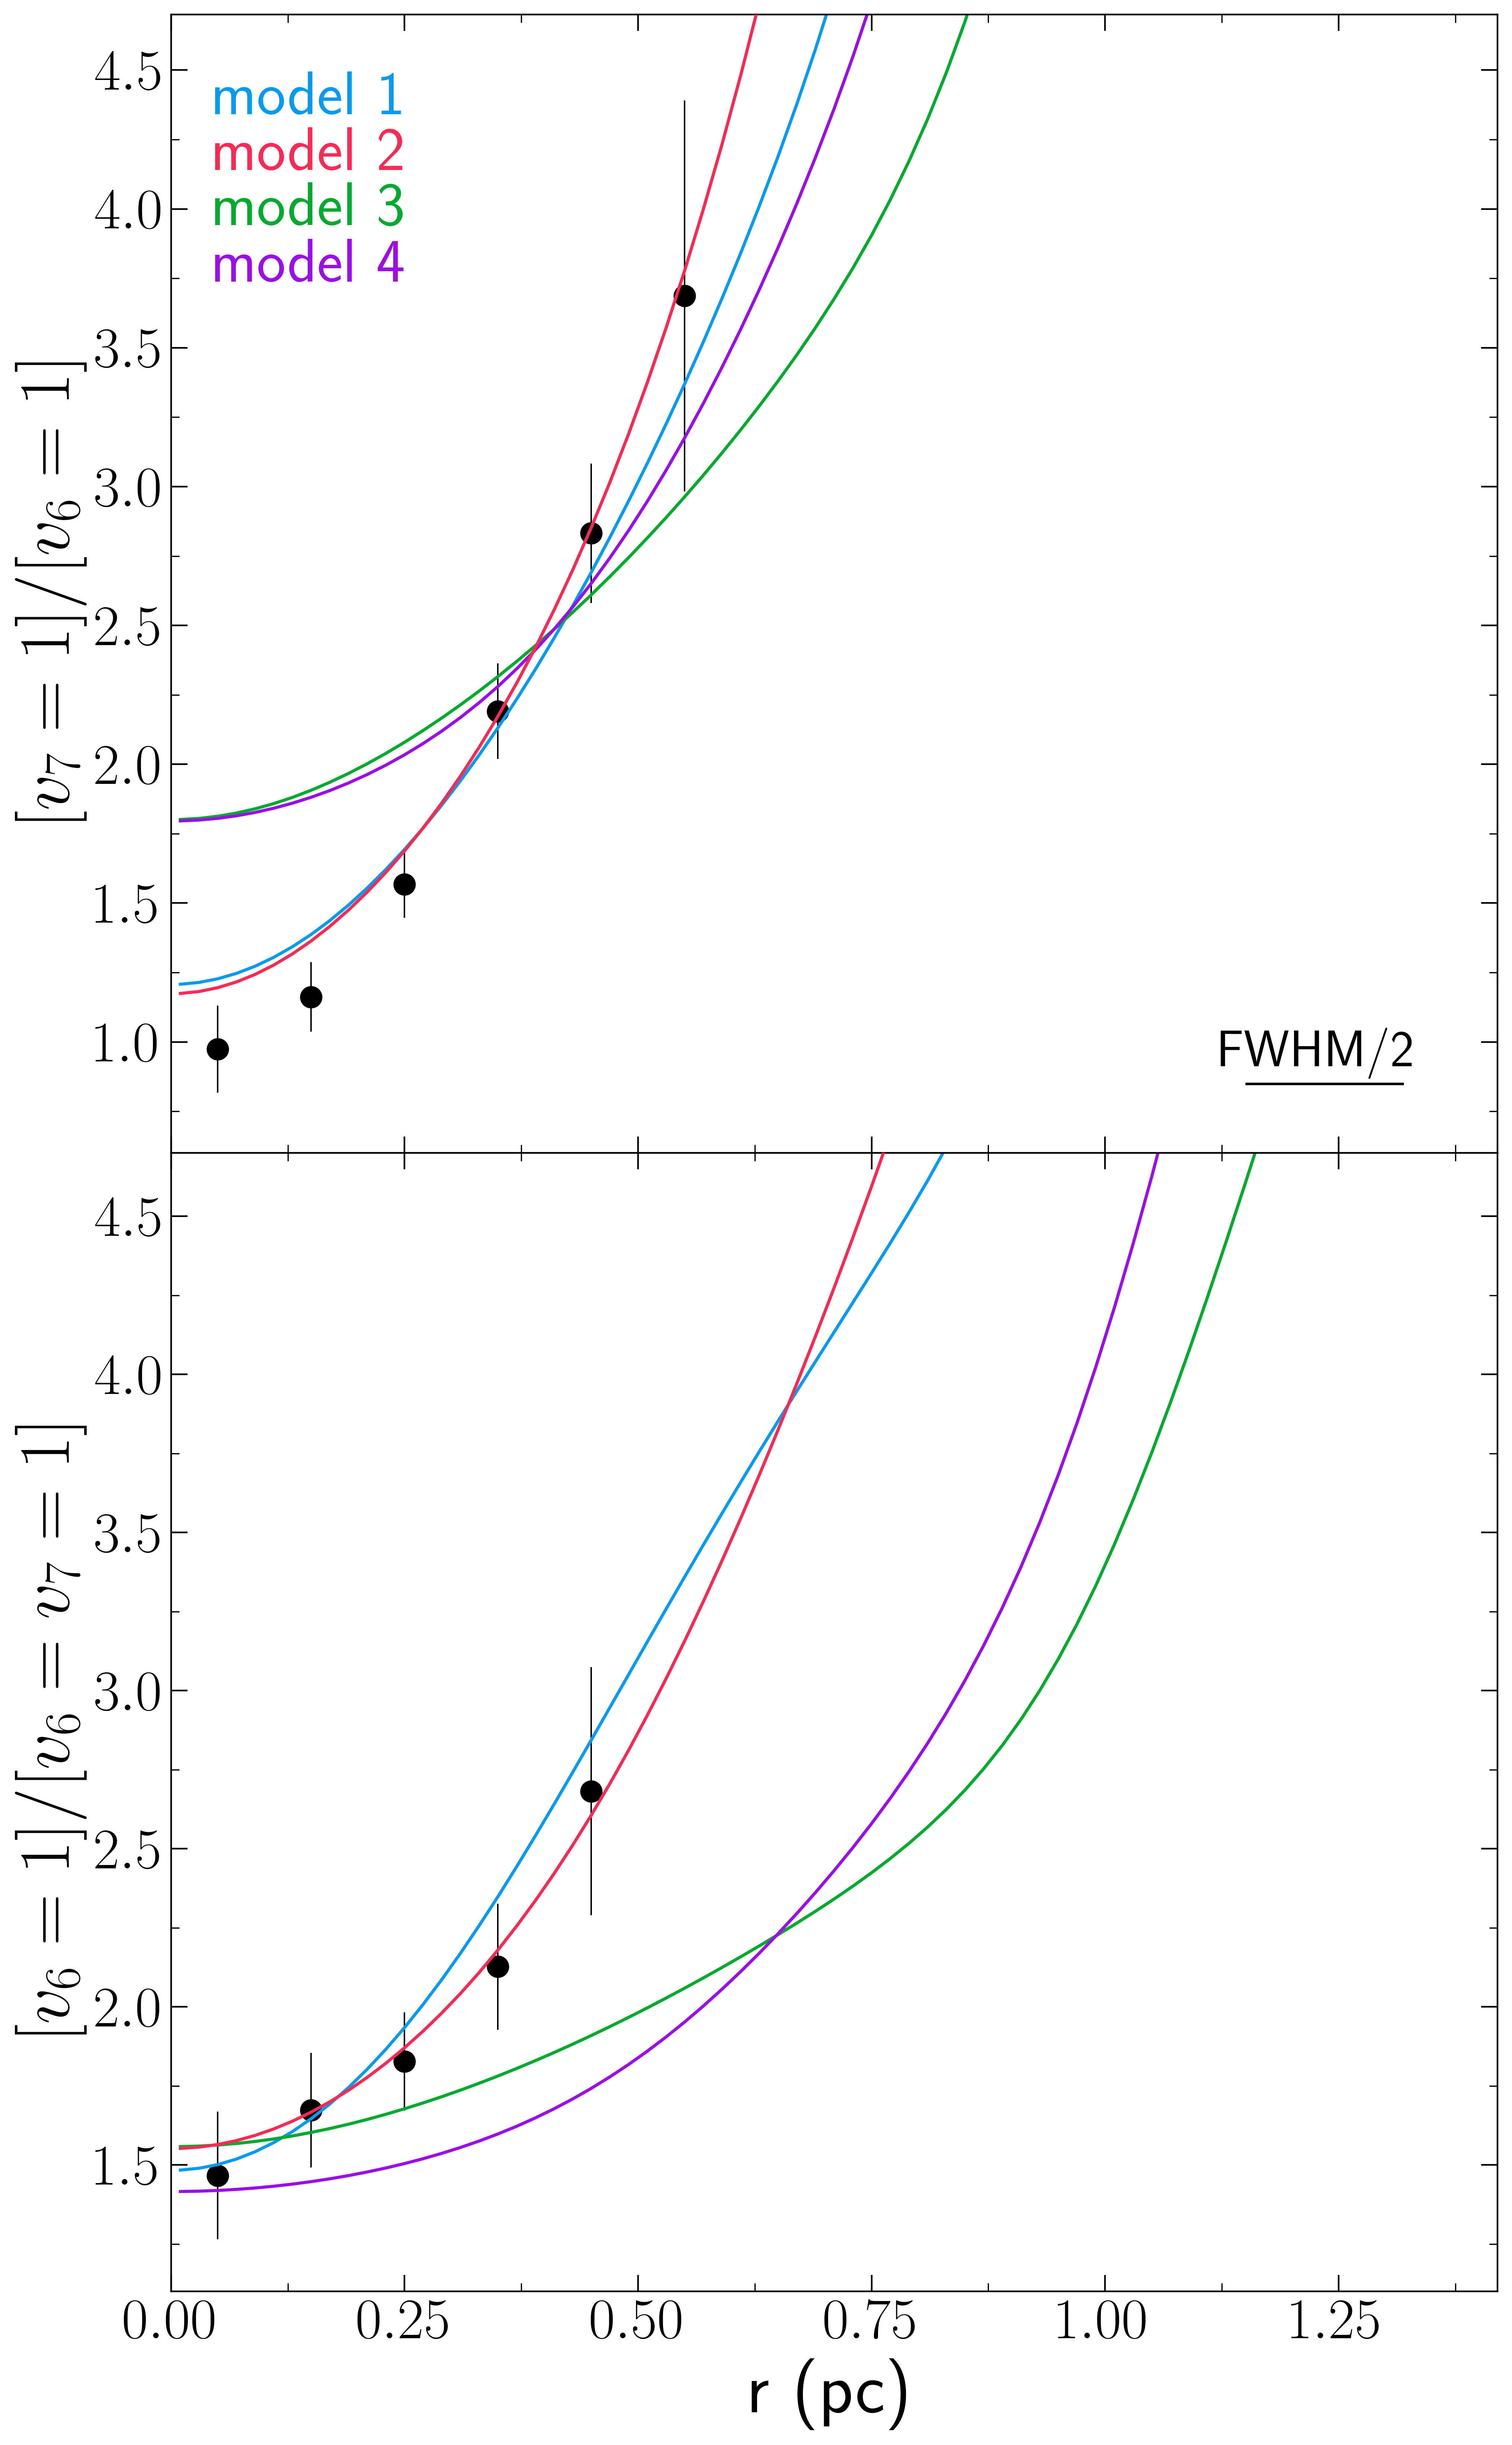 model 1
model 2
model 3
model 4
4.5
4.0
3.5
3.0
2.5
2.0
1.5
1.0
[v₇ = 1]/[v₆ = 1]
FWHM/2
4.5
4.0
3.5
3.0
2.5
2.0
1.5
[v₆ = 1]/[v₆ = v₇ = 1]
0.00 0.25 0.50 0.75 1.00 1.25
r (pc)